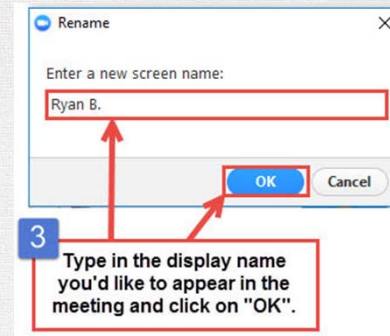 Rename
Enter a new screen name:
Ryan B.
OK Cancel
3
Type in the display name
you'd like to appear in the
meeting and click on "OK".